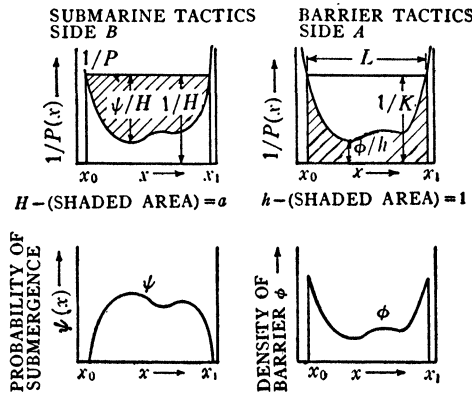 SUBMARINE TACTICS
SIDE B
1/P
1/P(x)
ψ/H
1/H
x₀
x
x₁
H-(SHADED AREA)=a
BARRIER TACTICS
SIDE A
L
1/P(x)
1/K
ϕ/h
x₀
x
x₁
h-(SHADED AREA)=1
PROBABILITY OF
SUBMERGENCE
ψ(x)
ψ
x₀
x
x₁
DENSITY OF
BARRIER ϕ
ϕ
x₀
x
x₁